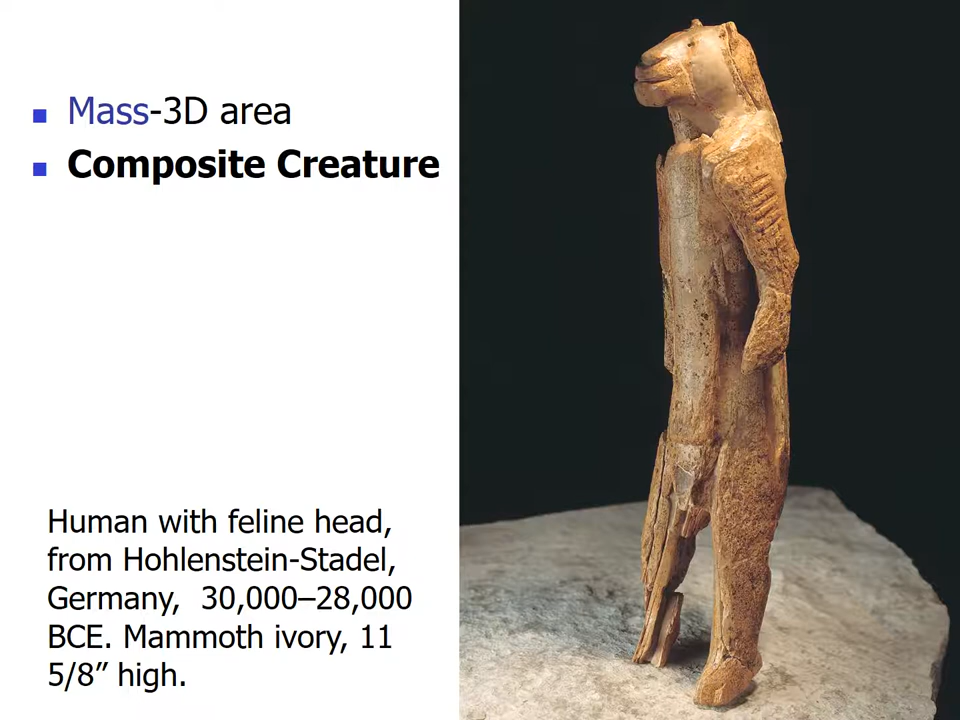 Mass-3D area
Composite Creature
Human with feline head,
from Hohlenstein-Stadel,
Germany,  30,000–28,000
BCE. Mammoth ivory, 11
5/8” high.